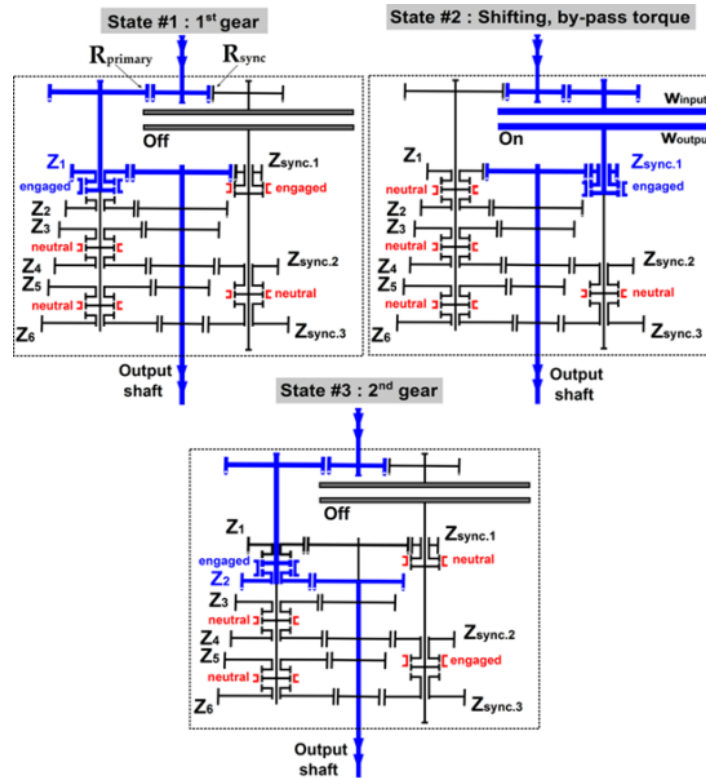 State #1 : 1st gear
R primary
R sync
Off
Z1
engaged
Z2
Z3
neutral
Z4
Z5
neutral
Z6
Zsync.1
engaged
Zsync.2
neutral
Zsync.3
Output
shaft
State #2 : Shifting, by-pass torque
Winput
On
Woutput
Z1
neutral
Z2
Z3
neutral
Z4
Z5
neutral
Z6
Zsync.1
engaged
Zsync.2
neutral
Zsync.3
Output
shaft
State #3 : 2nd gear
Off
Z1
engaged
Z2
Z3
neutral
Z4
Z5
neutral
Z6
Zsync.1
neutral
Zsync.2
engaged
Zsync.3
Output
shaft